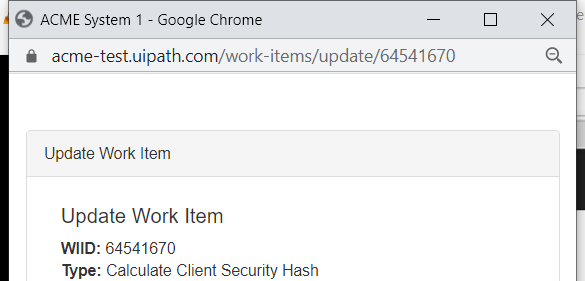 ACME System 1 - Google Chrome
acme-test.uipath.com/work-items/update/64541670
Update Work Item
Update Work Item
WIID: 64541670
Type: Calculate Client Security Hash